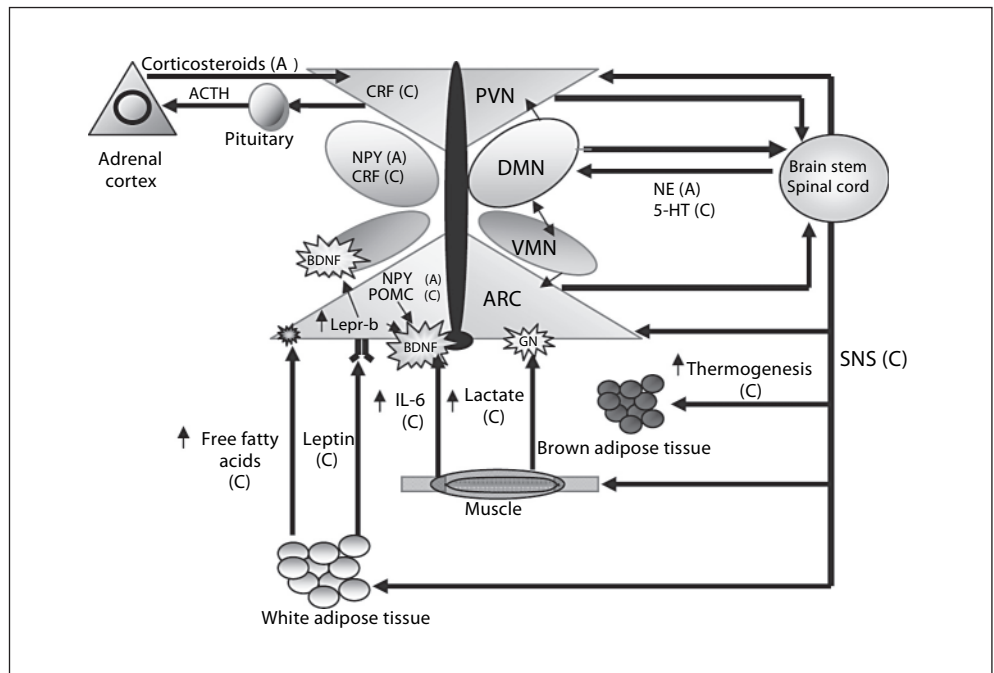 Corticosteroids (A )
ACTH
Pituitary
Adrenal
cortex
CRF (C)
PVN
NPY (A)
CRF (C)
DMN
Brain stem
Spinal cord
NE (A)
5-HT (C)
BDNF
VMN
NPY (A)
POMC (C)
ARC
Lepr-b
BDNF
GN
SNS (C)
Thermogenesis
(C)
IL-6
(C)
Lactate
(C)
Brown adipose tissue
Free fatty
acids
(C)
Leptin
(C)
Muscle
White adipose tissue